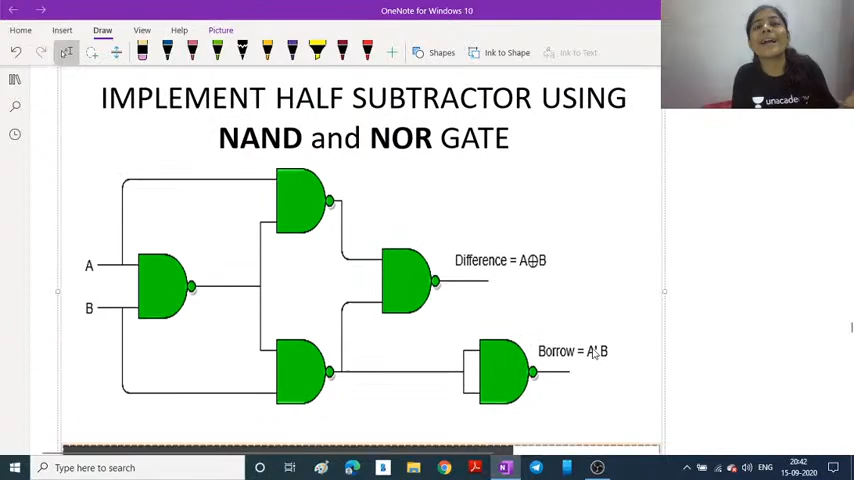 OneNote for Windows 10
Home Insert Draw View Help Picture
Shapes Ink to Shape Ink to Text
unacademy
IMPLEMENT HALF SUBTRACTOR USING
NAND and NOR GATE
A
B
Difference = A⊕B
Borrow = A'.B
Type here to search
ENG
20:42
15-09-2020